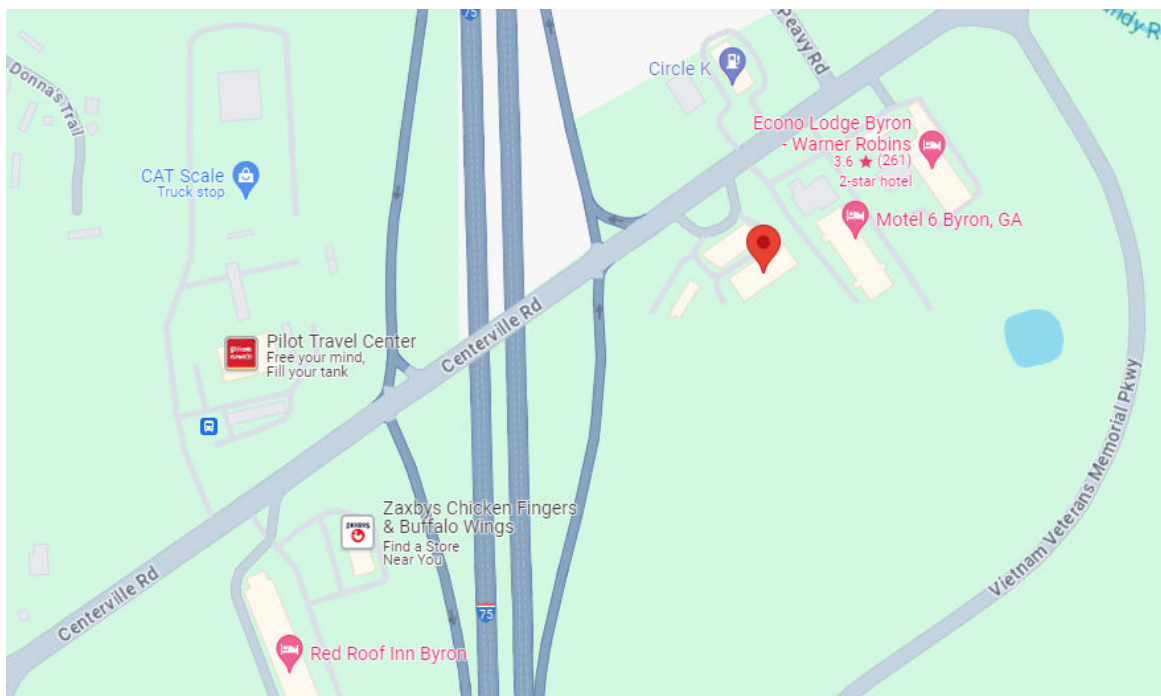 75
Donna's Trail
CAT Scale
Truck stop
Circle K
Peavy Rd
Econo Lodge Byron
- Warner Robins
3.6 ★ (261)
2-star hotel
Motel 6 Byron, GA
Pilot Travel Center
Free your mind,
Fill your tank
Centerville Rd
Zaxbys Chicken Fingers
& Buffalo Wings
Find a Store
Near You
ZAXBYS
Vietnam Veterans Memorial Pkwy
Centerville Rd
75
Red Roof Inn Byron